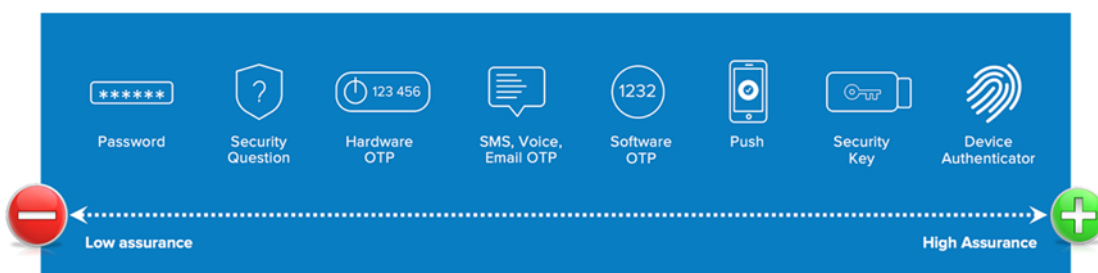 ******
Password
?
Security
Question
123 456
Hardware
OTP
SMS, Voice,
Email OTP
1232
Software
OTP
Push
Security
Key
Device
Authenticator
Low assurance
High Assurance